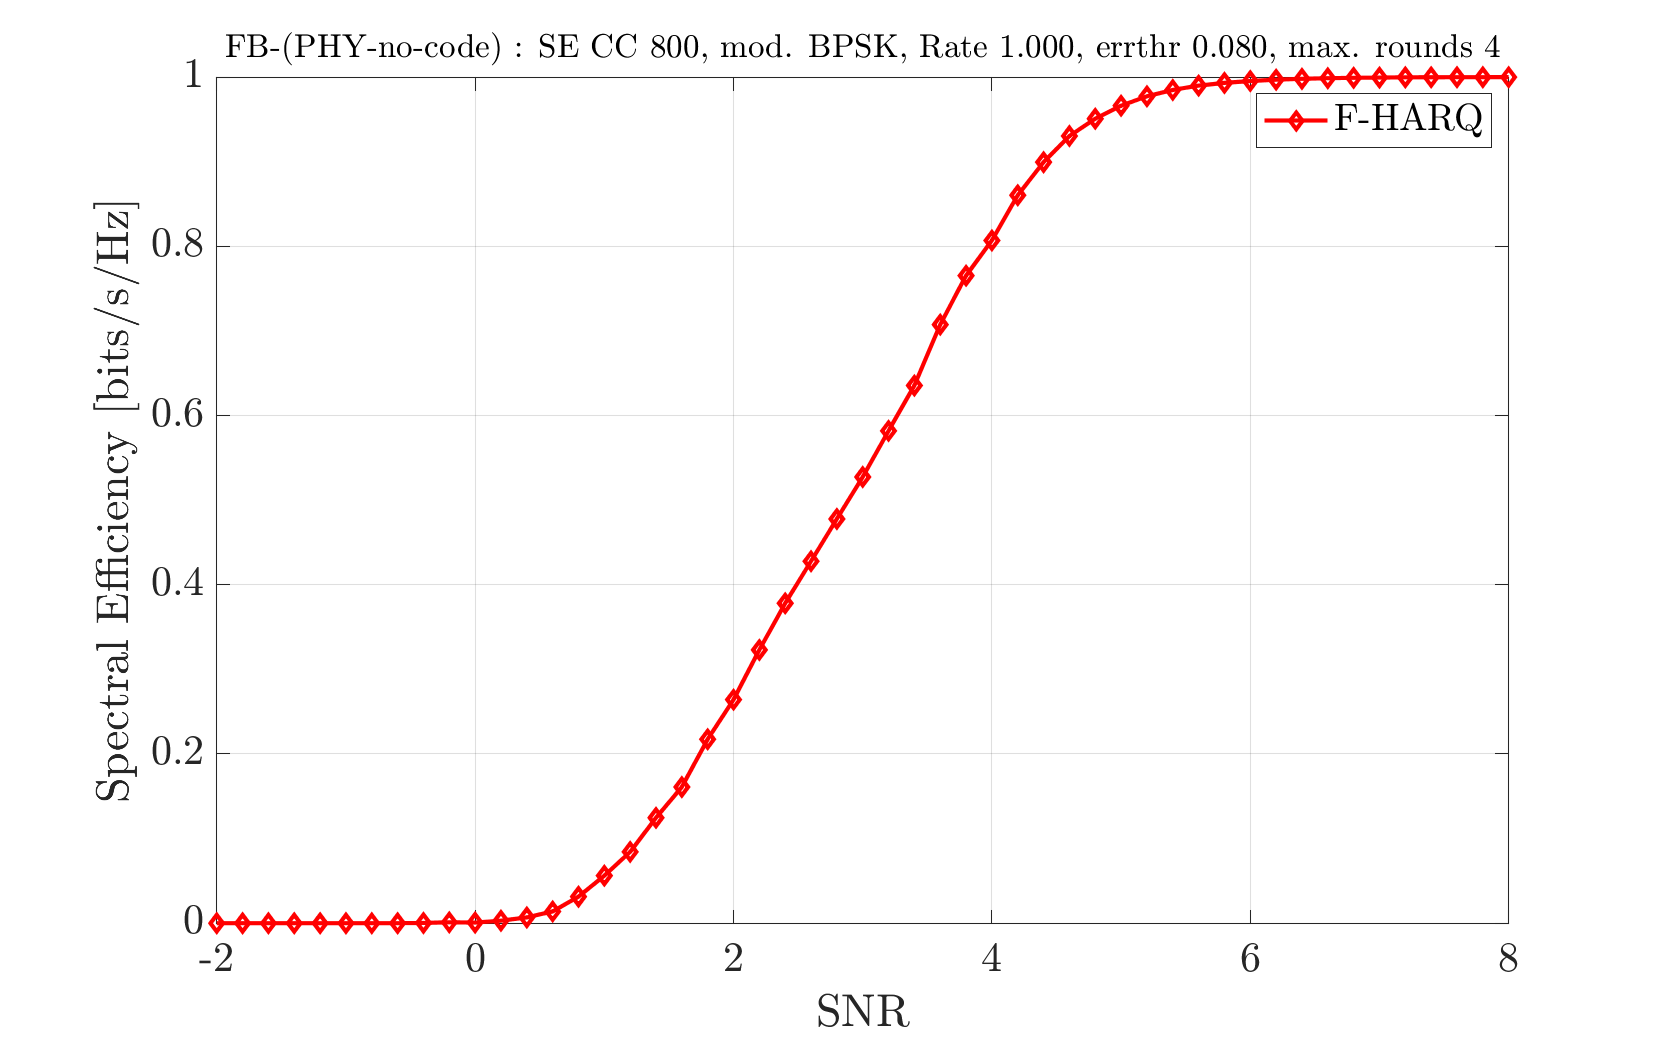 FB-(PHY-no-code) : SE CC 800, mod. BPSK, Rate 1.000, errthr 0.080, max. rounds 4
1
F-HARQ
0.8
0.6
0.4
0.2
0
Spectral Efficiency [bits/s/Hz]
-2 0 2 4 6 8
SNR